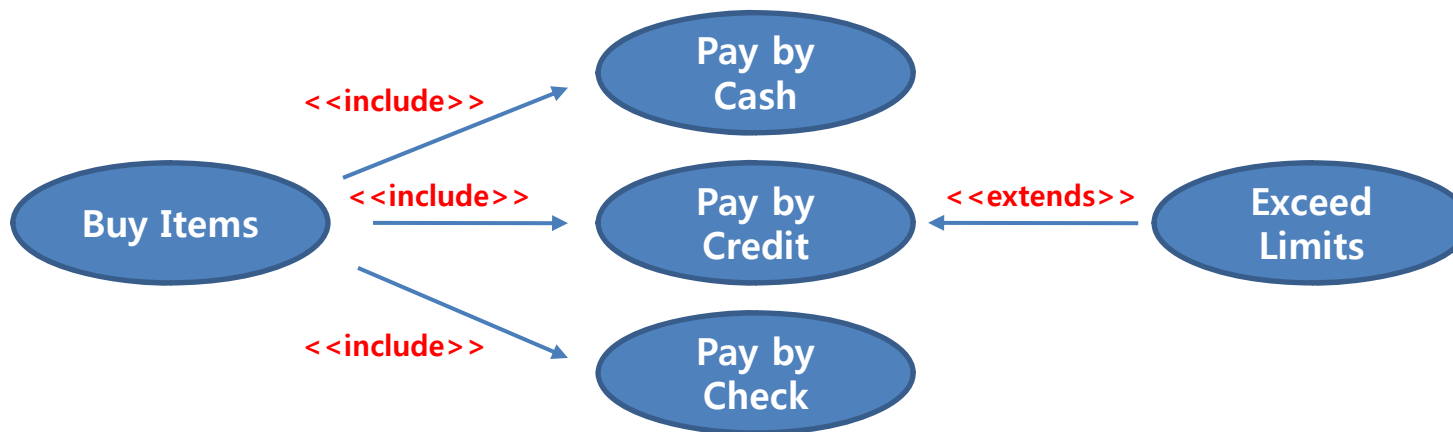 Pay by
Cash
<<include>>
Buy Items
<<include>>
Pay by
Credit
<<extends>>
Exceed
Limits
<<include>>
Pay by
Check